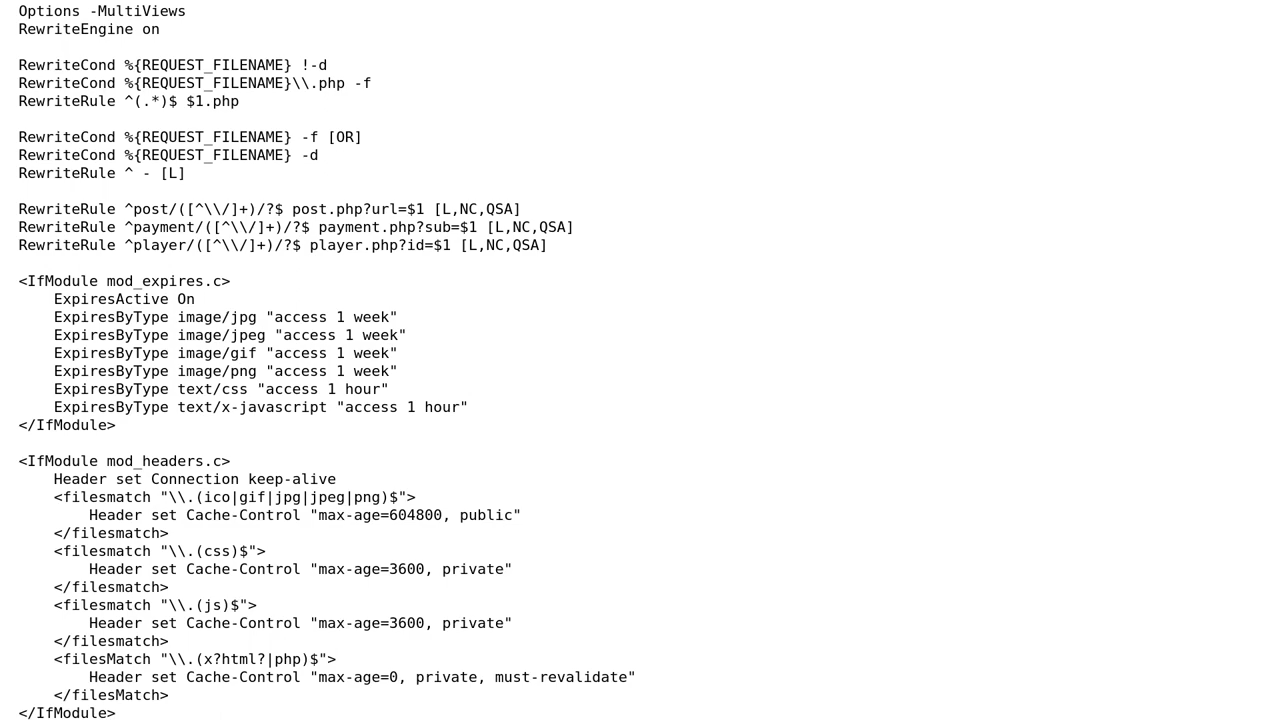 Options -MultiViews
RewriteEngine on

RewriteCond %{REQUEST_FILENAME} !-d
RewriteCond %{REQUEST_FILENAME}\\.php -f
RewriteRule ^(.*)$ $1.php

RewriteCond %{REQUEST_FILENAME} -f [OR]
RewriteCond %{REQUEST_FILENAME} -d
RewriteRule ^ - [L]

RewriteRule ^post/([^\\/]+)/?$ post.php?url=$1 [L,NC,QSA]
RewriteRule ^payment/([^\\/]+)/?$ payment.php?sub=$1 [L,NC,QSA]
RewriteRule ^player/([^\\/]+)/?$ player.php?id=$1 [L,NC,QSA]

<IfModule mod_expires.c>
    ExpiresActive On
    ExpiresByType image/jpg "access 1 week"
    ExpiresByType image/jpeg "access 1 week"
    ExpiresByType image/gif "access 1 week"
    ExpiresByType image/png "access 1 week"
    ExpiresByType text/css "access 1 hour"
    ExpiresByType text/x-javascript "access 1 hour"
</IfModule>

<IfModule mod_headers.c>
    Header set Connection keep-alive
    <filesmatch "\\.(ico|gif|jpg|jpeg|png)$">
        Header set Cache-Control "max-age=604800, public"
    </filesmatch>
    <filesmatch "\\.(css)$">
        Header set Cache-Control "max-age=3600, private"
    </filesmatch>
    <filesmatch "\\.(js)$">
        Header set Cache-Control "max-age=3600, private"
    </filesmatch>
    <filesMatch "\\.(x?html?|php)$">
        Header set Cache-Control "max-age=0, private, must-revalidate"
    </filesMatch>
</IfModule>